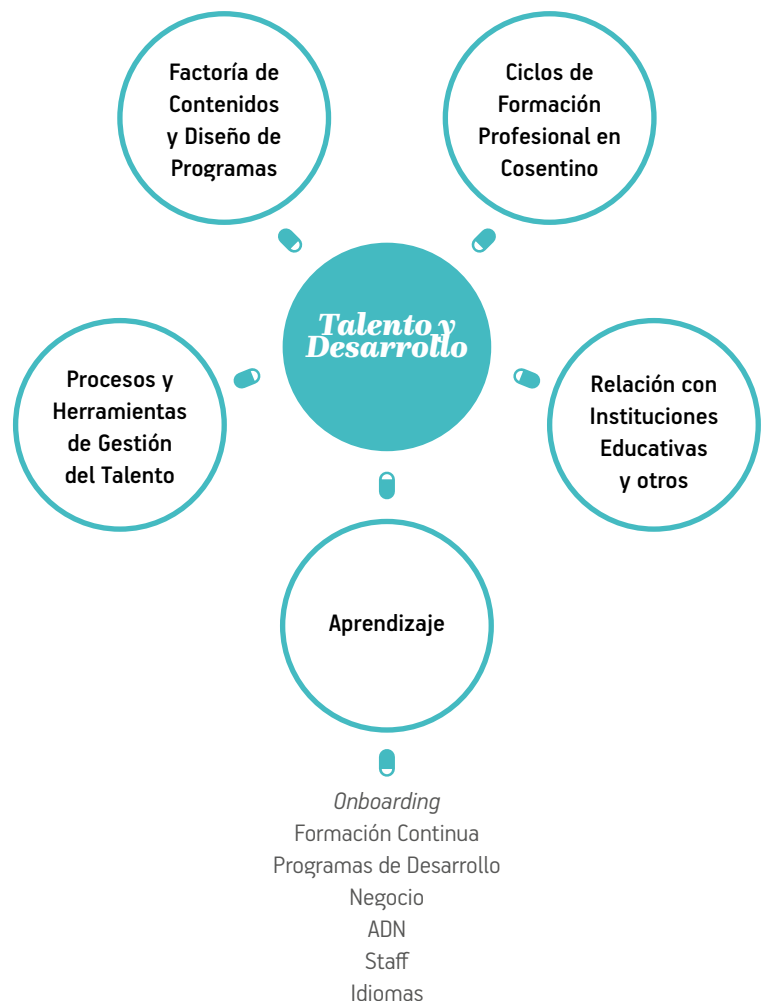 Factoría de
Contenidos
y Diseño de
Programas
Ciclos de
Formación
Profesional en
Cosentino
Talento y
Desarrollo
Procesos y
Herramientas
de Gestión
del Talento
Relación con
Instituciones
Educativas
y otros
Aprendizaje
Onboarding
Formación Continua
Programas de Desarrollo
Negocio
ADN
Staff
Idiomas